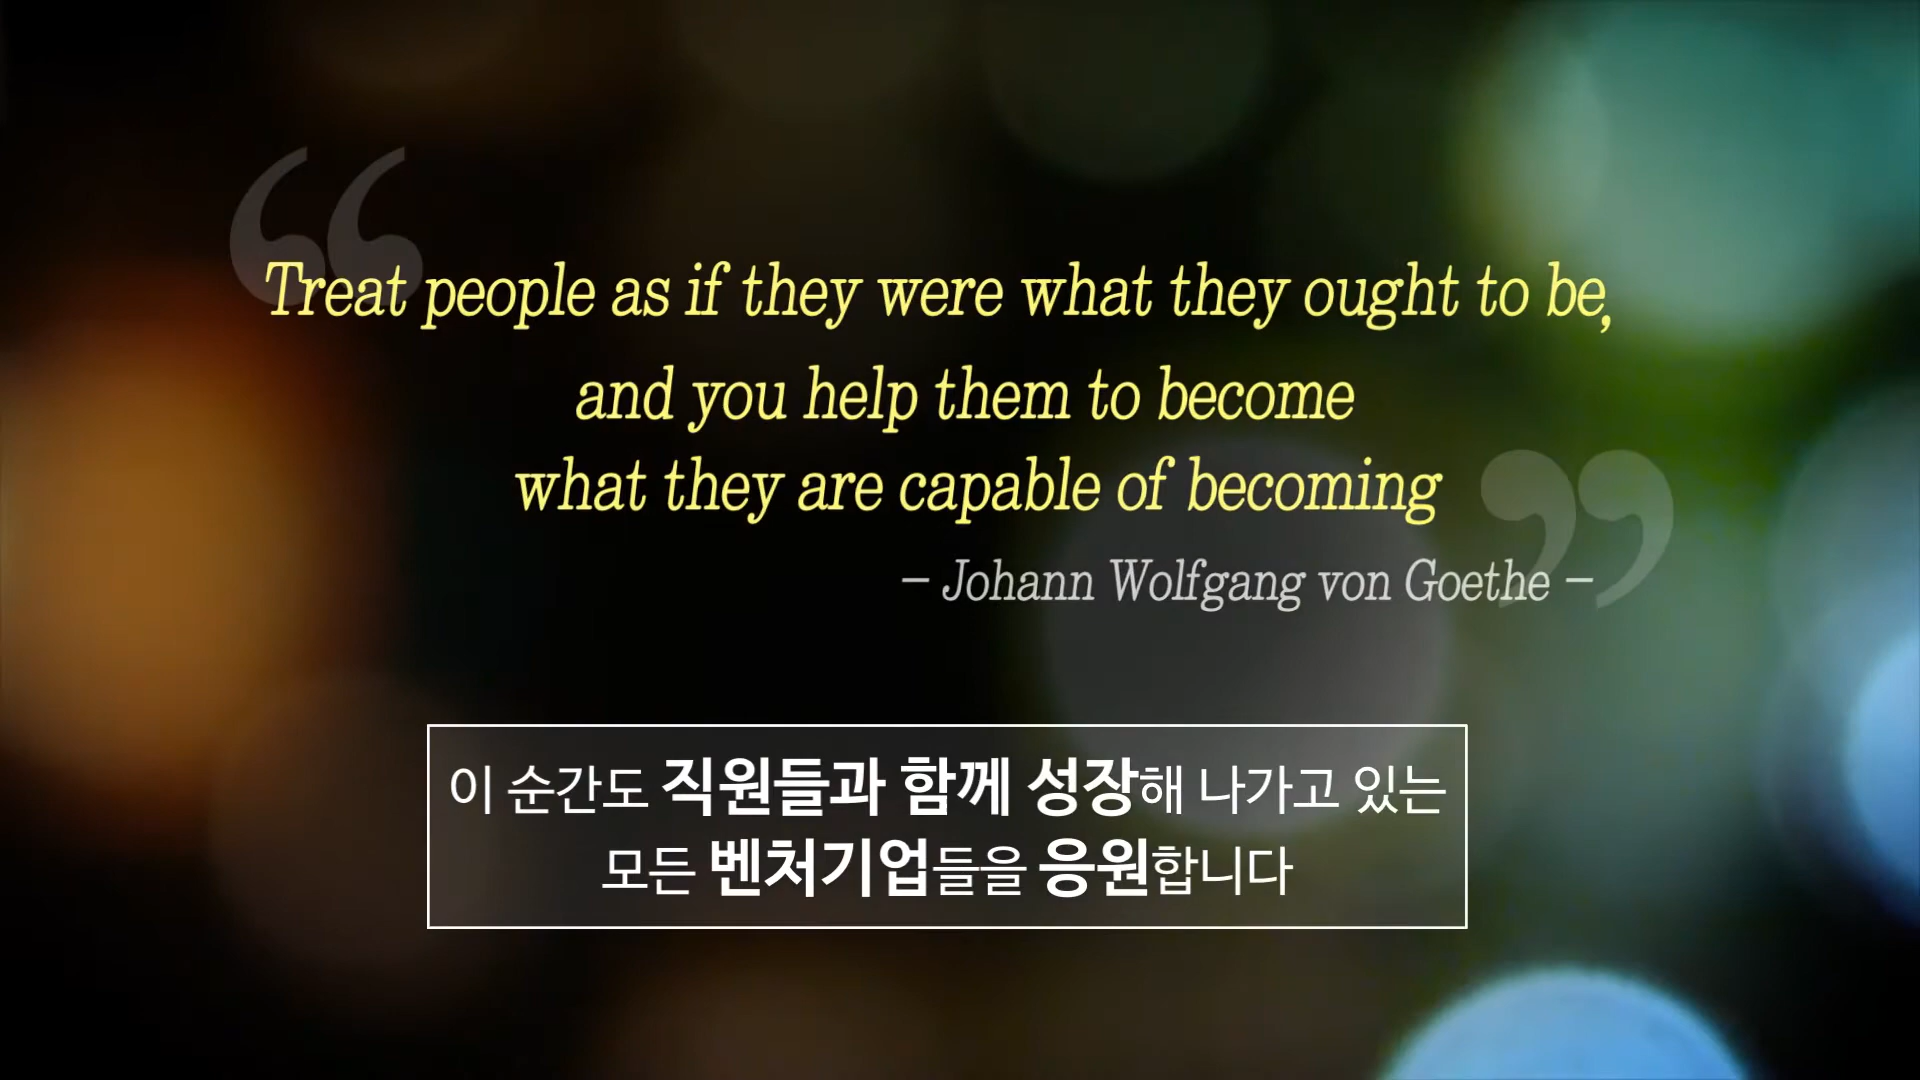 “
Treat people as if they were what they ought to be,
and you help them to become
what they are capable of becoming
”
– Johann Wolfgang von Goethe –
이 순간도 직원들과 함께 성장해 나가고 있는
모든 벤처기업들을 응원합니다